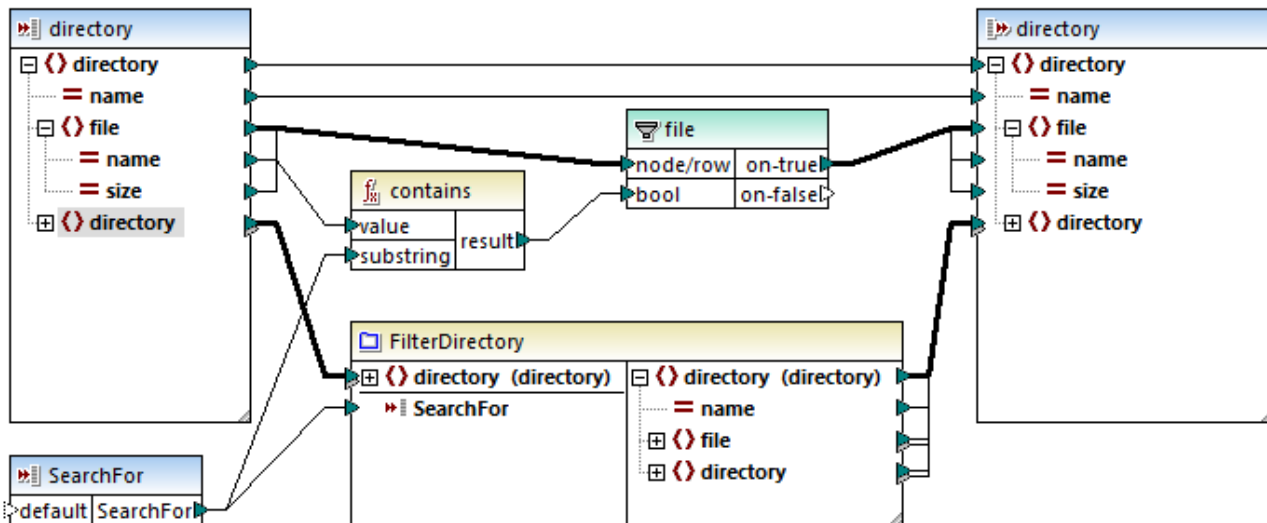 directory
directory
name
file
name
size
directory
file
node/row on-true
bool on-false
contains
value
substring
result
FilterDirectory
directory (directory)
SearchFor
directory (directory)
name
file
directory
SearchFor
default SearchFor
directory
directory
name
file
name
size
directory